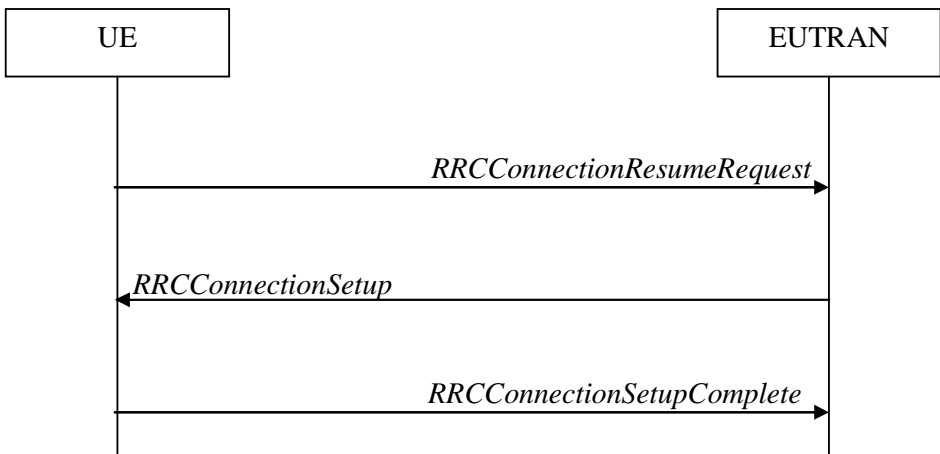 UE
EUTRAN
RRCConnectionResumeRequest
RRCConnectionSetup
RRCConnectionSetupComplete